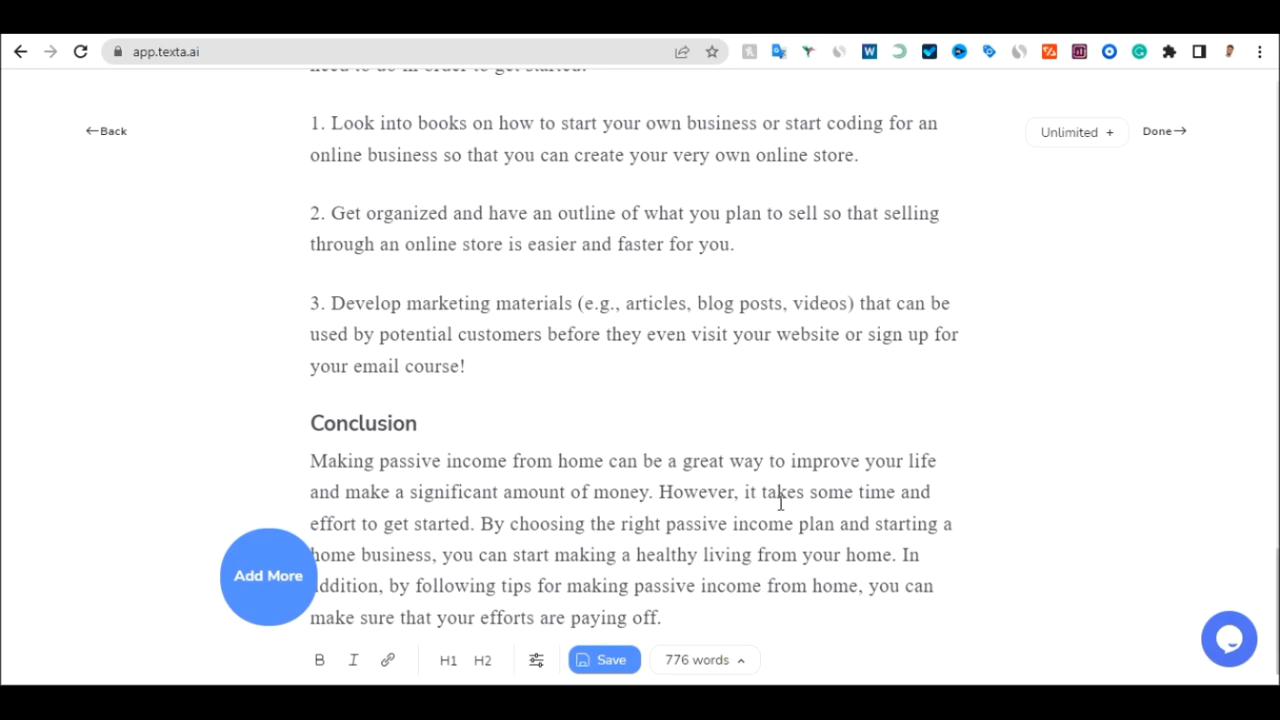 app.texta.ai
need to do in order to get started:
←Back
Unlimited +
Done→
1. Look into books on how to start your own business or start coding for an
online business so that you can create your very own online store.
2. Get organized and have an outline of what you plan to sell so that selling
through an online store is easier and faster for you.
3. Develop marketing materials (e.g., articles, blog posts, videos) that can be
used by potential customers before they even visit your website or sign up for
your email course!
Conclusion
Making passive income from home can be a great way to improve your life
and make a significant amount of money. However, it takes some time and
effort to get started. By choosing the right passive income plan and starting a
home business, you can start making a healthy living from your home. In
addition, by following tips for making passive income from home, you can
make sure that your efforts are paying off.
Add More
B I H1 H2 Save 776 words